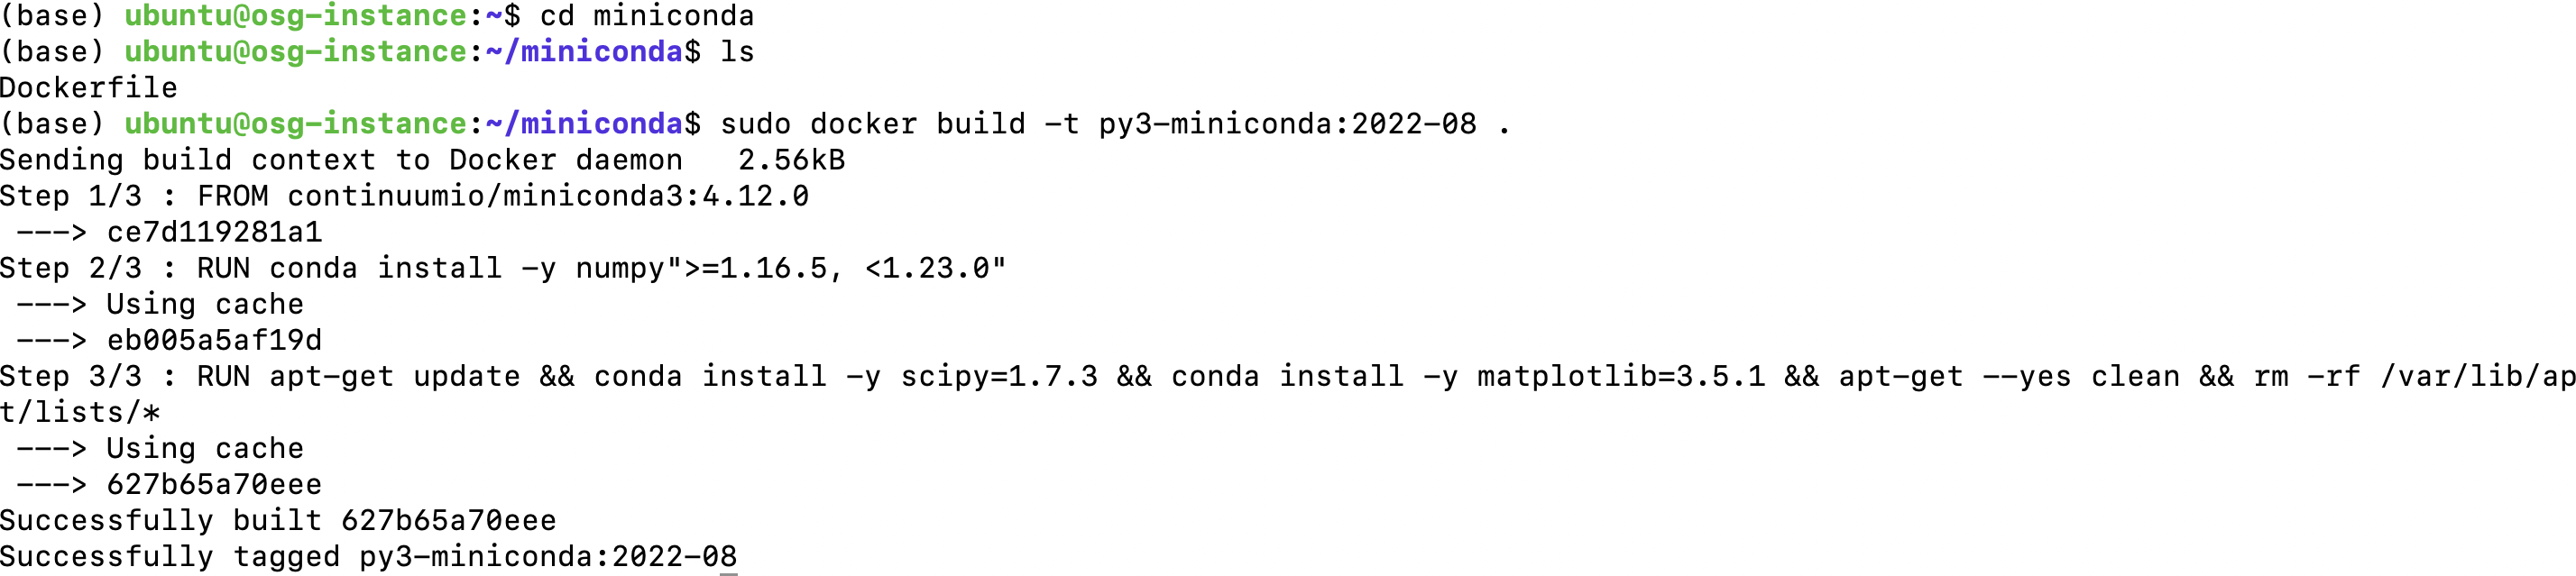 (base) ubuntu@osg-instance:~$ cd miniconda
(base) ubuntu@osg-instance:~/miniconda$ ls
Dockerfile
(base) ubuntu@osg-instance:~/miniconda$ sudo docker build -t py3-miniconda:2022-08 .
Sending build context to Docker daemon   2.56kB
Step 1/3 : FROM continuumio/miniconda3:4.12.0
 ---> ce7d119281a1
Step 2/3 : RUN conda install -y numpy">=1.16.5, <1.23.0"
 ---> Using cache
 ---> eb005a5af19d
Step 3/3 : RUN apt-get update && conda install -y scipy=1.7.3 && conda install -y matplotlib=3.5.1 && apt-get --yes clean && rm -rf /var/lib/ap
t/lists/*
 ---> Using cache
 ---> 627b65a70eee
Successfully built 627b65a70eee
Successfully tagged py3-miniconda:2022-08